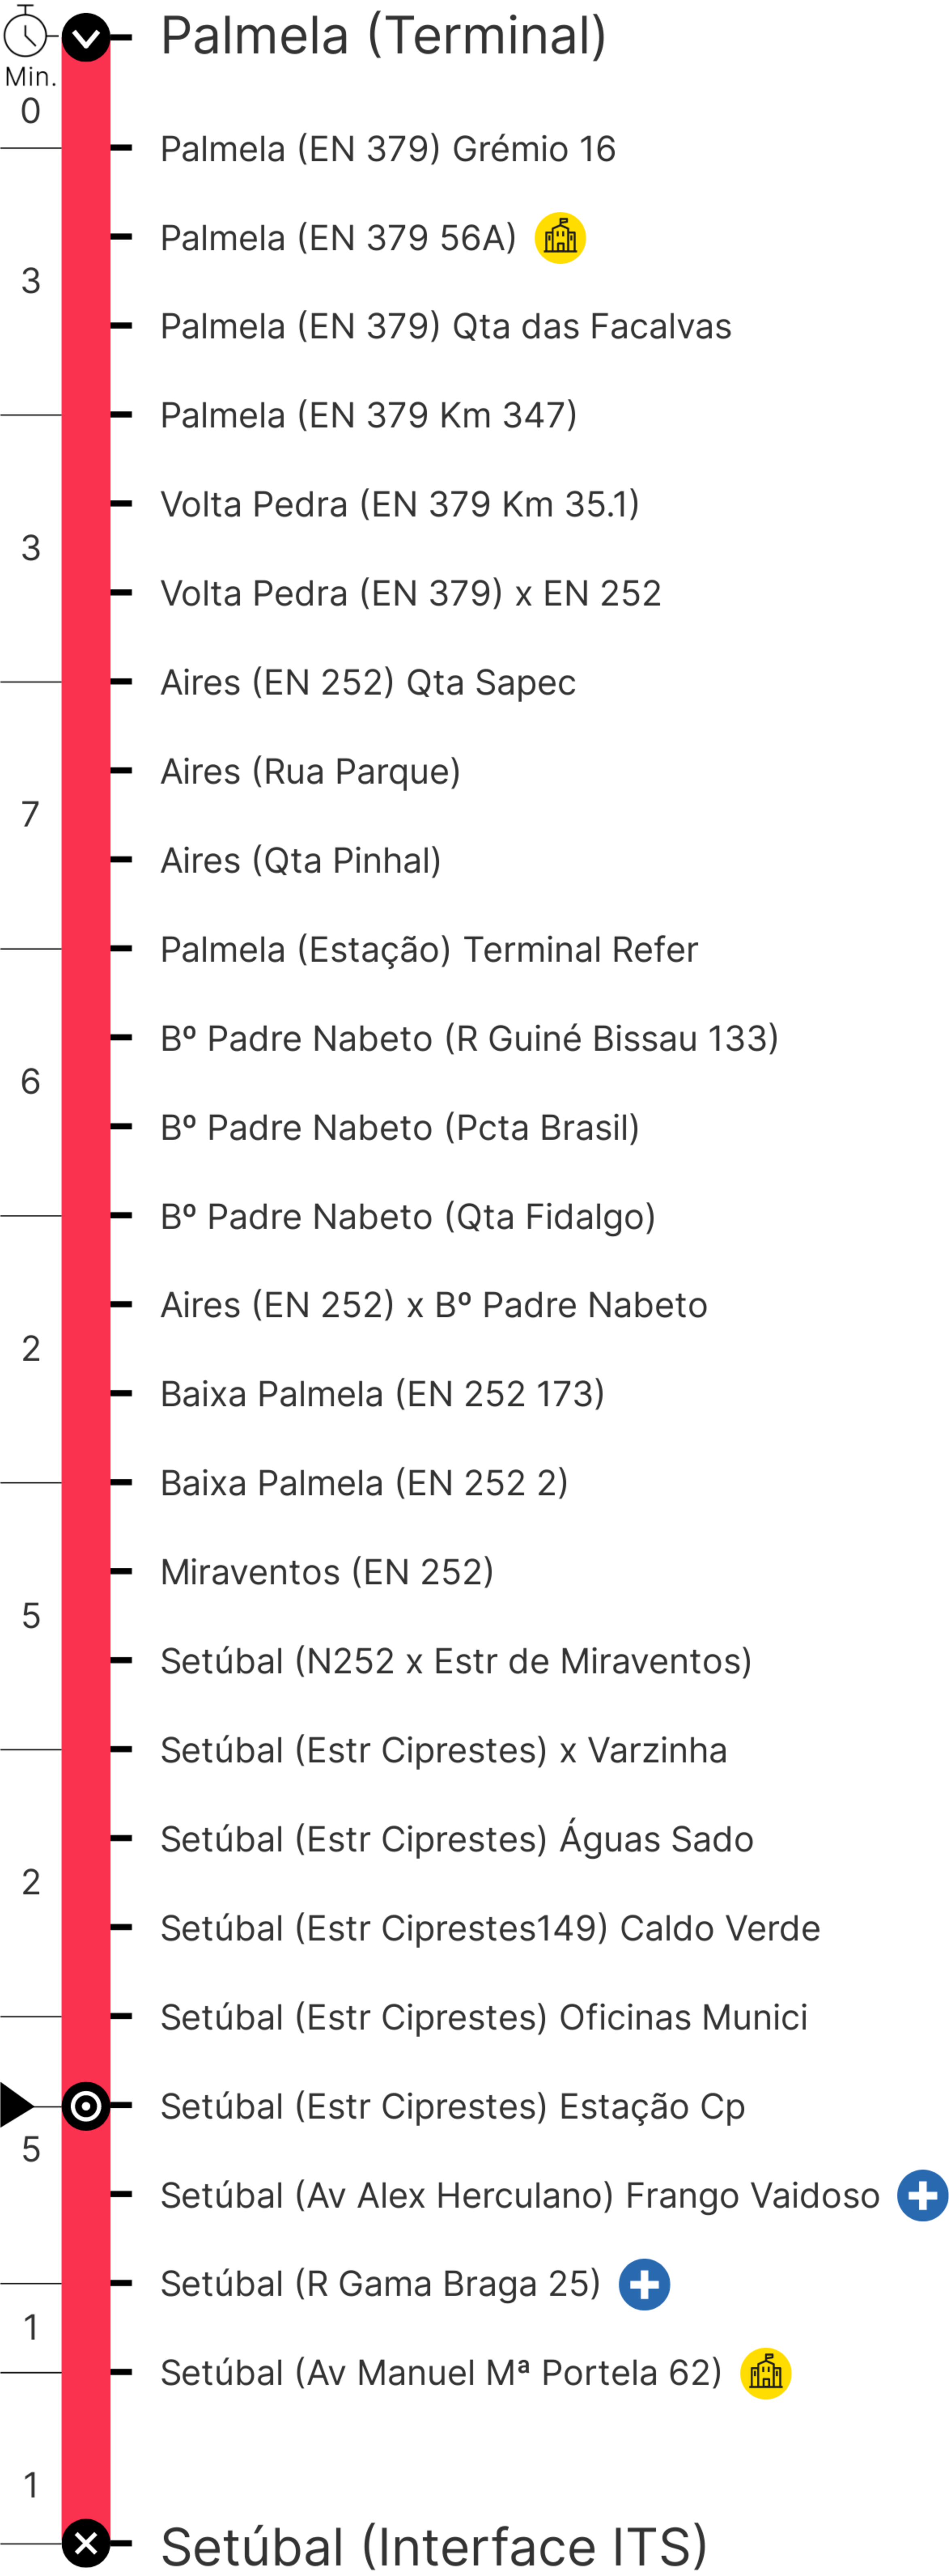 Palmela (Terminal)
Min.
0
Palmela (EN 379) Grémio 16
Palmela (EN 379 56A)
3
Palmela (EN 379) Qta das Facalvas
Palmela (EN 379 Km 347)
Volta Pedra (EN 379 Km 35.1)
3
Volta Pedra (EN 379) x EN 252
Aires (EN 252) Qta Sapec
Aires (Rua Parque)
7
Aires (Qta Pinhal)
Palmela (Estação) Terminal Refer
Bº Padre Nabeto (R Guiné Bissau 133)
6
Bº Padre Nabeto (Pcta Brasil)
Bº Padre Nabeto (Qta Fidalgo)
Aires (EN 252) x Bº Padre Nabeto
2
Baixa Palmela (EN 252 173)
Baixa Palmela (EN 252 2)
Miraventos (EN 252)
5
Setúbal (N252 x Estr de Miraventos)
Setúbal (Estr Ciprestes) x Varzinha
Setúbal (Estr Ciprestes) Águas Sado
2
Setúbal (Estr Ciprestes149) Caldo Verde
Setúbal (Estr Ciprestes) Oficinas Munici
Setúbal (Estr Ciprestes) Estação Cp
5
Setúbal (Av Alex Herculano) Frango Vaidoso
Setúbal (R Gama Braga 25)
1
Setúbal (Av Manuel Mª Portela 62)
1
Setúbal (Interface ITS)